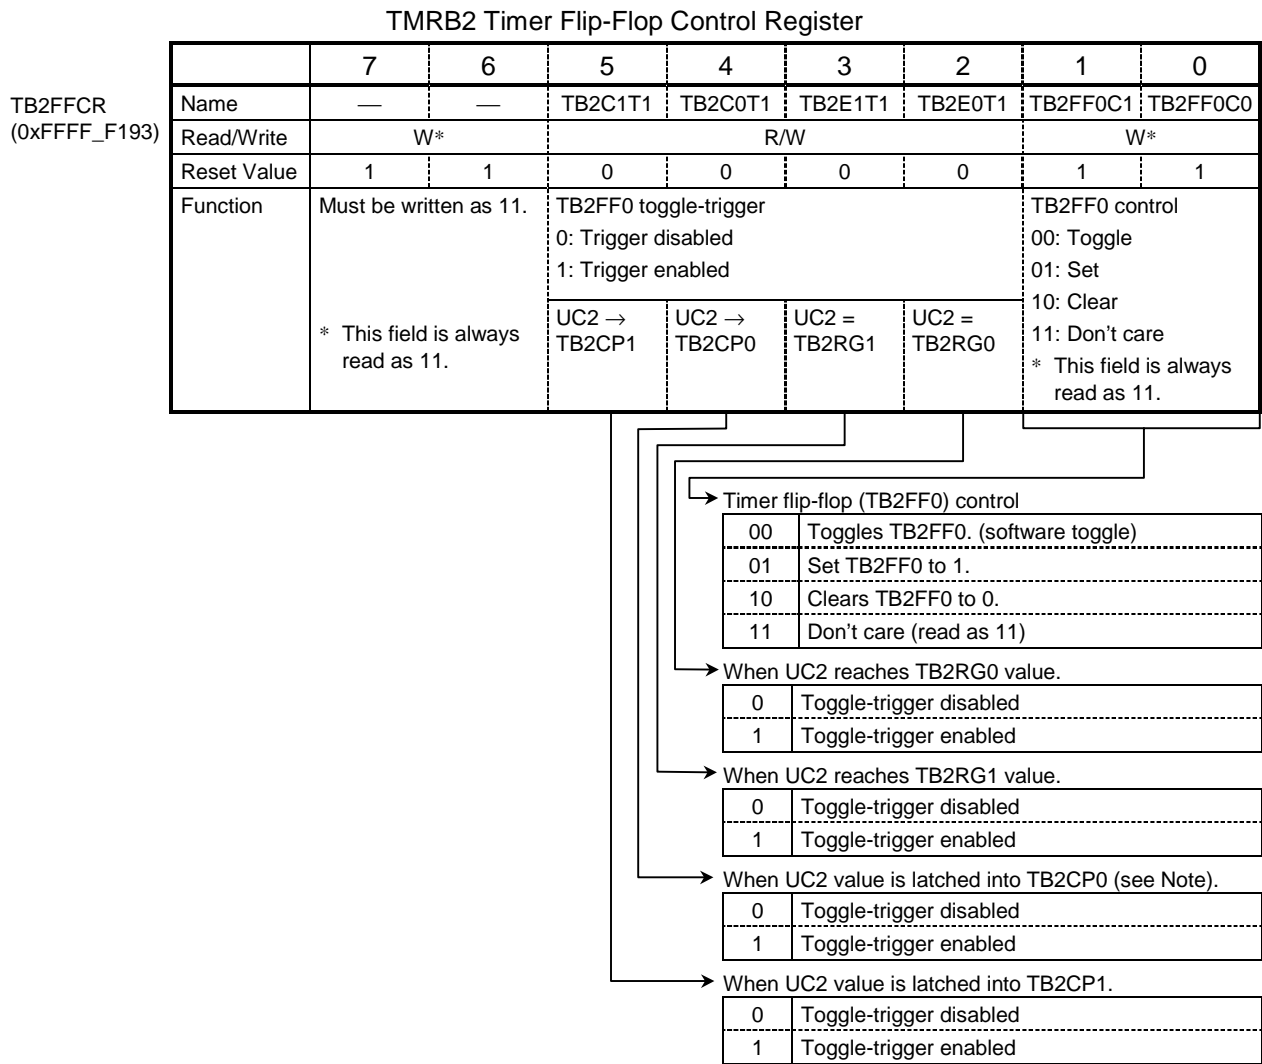 TMRB2 Timer Flip-Flop Control Register
7 6 5 4 3 2 1 0
TB2FFCR
(0xFFFF_F193)
Name — — TB2C1T1 TB2C0T1 TB2E1T1 TB2E0T1 TB2FF0C1 TB2FF0C0
Read/Write W* R/W W*
Reset Value 1 1 0 0 0 0 1 1
Function
Must be written as 11.
* This field is always
read as 11.
TB2FF0 toggle-trigger
0: Trigger disabled
1: Trigger enabled
UC2 →
TB2CP1
UC2 →
TB2CP0
UC2 =
TB2RG1
UC2 =
TB2RG0
TB2FF0 control
00: Toggle
01: Set
10: Clear
11: Don't care
* This field is always
read as 11.
Timer flip-flop (TB2FF0) control
00 Toggles TB2FF0. (software toggle)
01 Set TB2FF0 to 1.
10 Clears TB2FF0 to 0.
11 Don't care (read as 11)
When UC2 reaches TB2RG0 value.
0 Toggle-trigger disabled
1 Toggle-trigger enabled
When UC2 reaches TB2RG1 value.
0 Toggle-trigger disabled
1 Toggle-trigger enabled
When UC2 value is latched into TB2CP0 (see Note).
0 Toggle-trigger disabled
1 Toggle-trigger enabled
When UC2 value is latched into TB2CP1.
0 Toggle-trigger disabled
1 Toggle-trigger enabled